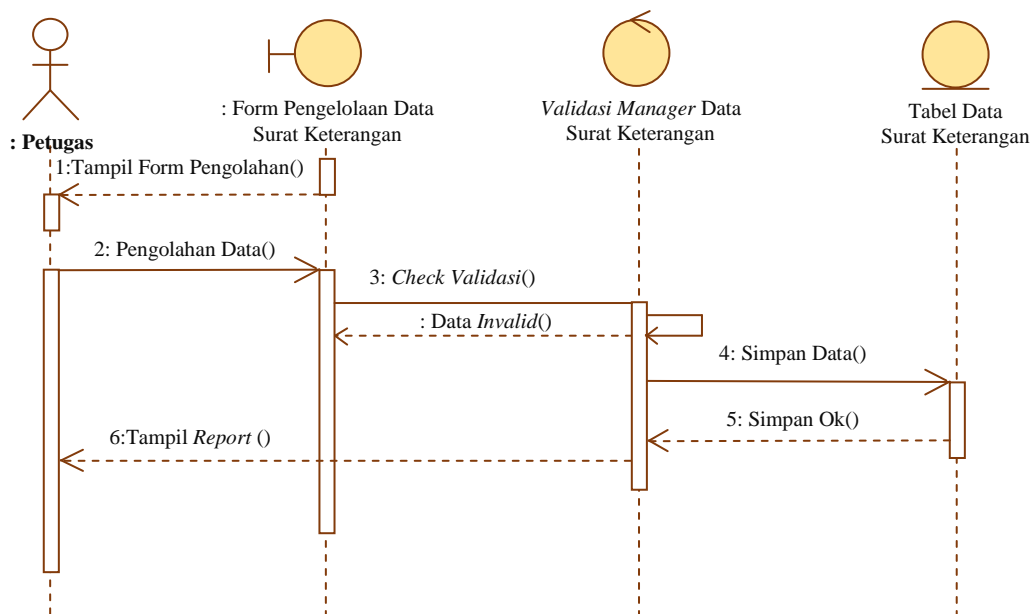 : Petugas
: Form Pengelolaan Data
Surat Keterangan
Validasi Manager Data
Surat Keterangan
Tabel Data
Surat Keterangan
1:Tampil Form Pengolahan()
2: Pengolahan Data()
3: Check Validasi()
: Data Invalid()
4: Simpan Data()
5: Simpan Ok()
6:Tampil Report ()